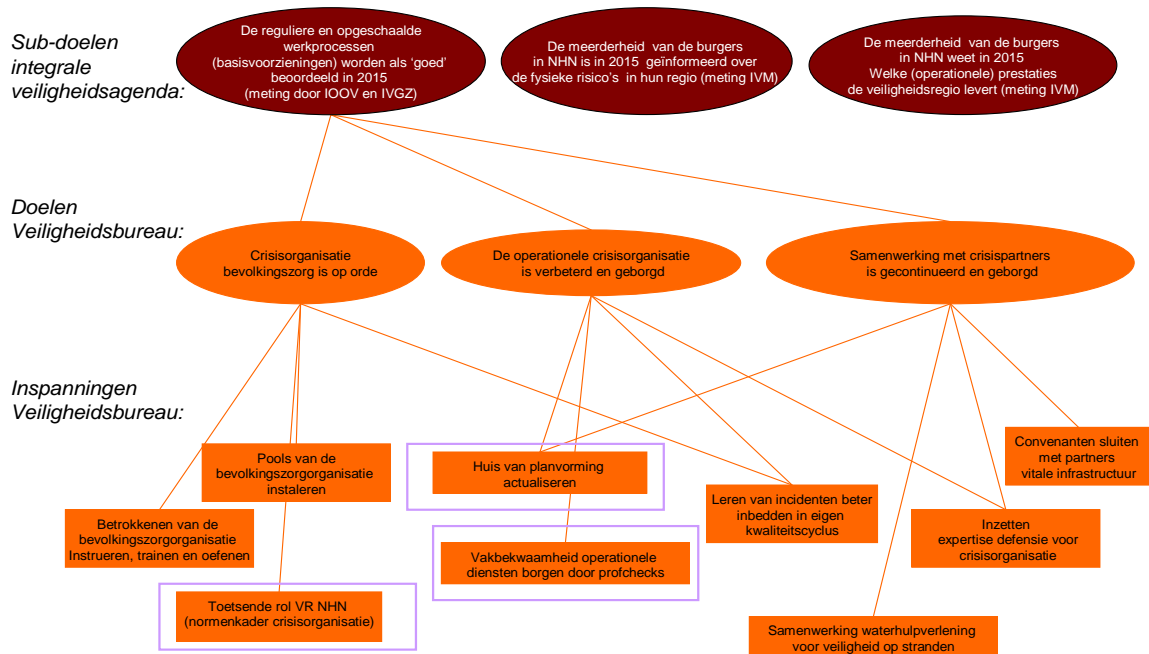 Sub-doelen
integrale
veiligheidsagenda:
De reguliere en opgeschaalde
werkprocessen
(basisvoorzieningen) worden als ‘goed’
beoordeeld in 2015
(meting door IOOV en IVGZ)
De meerderheid van de burgers
in NHN is in 2015 geïnformeerd over
de fysieke risico’s in hun regio (meting IVM)
De meerderheid van de burgers
in NHN weet in 2015
Welke (operationele) prestaties
de veiligheidsregio levert (meting IVM)
Doelen
Veiligheidsbureau:
Crisisorganisatie
bevolkingszorg is op orde
De operationele crisisorganisatie
is verbeterd en geborgd
Samenwerking met crisispartners
is gecontinueerd en geborgd
Inspanningen
Veiligheidsbureau:
Pools van de
bevolkingszorgorganisatie
instaleren
Huis van planvorming
actualiseren
Convenanten sluiten
met partners
vitale infrastructuur
Betrokkenen van de
bevolkingszorgorganisatie
Instrueren, trainen en oefenen
Leren van incidenten beter
inbedden in eigen
kwaliteitscyclus
Inzetten
expertise defensie voor
crisisorganisatie
Vakbekwaamheid operationele
diensten borgen door profchecks
Toetsende rol VR NHN
(normenkader crisisorganisatie)
Samenwerking waterhulpverlening
voor veiligheid op stranden